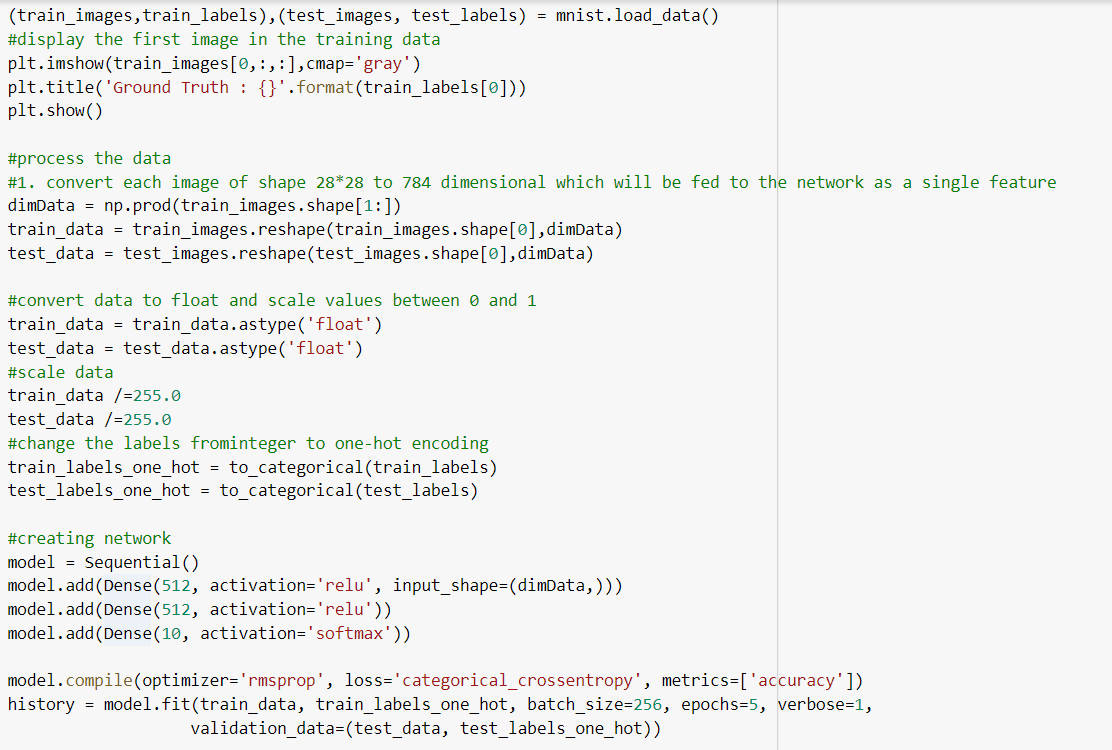 (train_images,train_labels),(test_images, test_labels) = mnist.load_data()
#display the first image in the training data
plt.imshow(train_images[0,:,:],cmap='gray')
plt.title('Ground Truth : {}'.format(train_labels[0]))
plt.show()

#process the data
#1. convert each image of shape 28*28 to 784 dimensional which will be fed to the network as a single feature
dimData = np.prod(train_images.shape[1:])
train_data = train_images.reshape(train_images.shape[0],dimData)
test_data = test_images.reshape(test_images.shape[0],dimData)

#convert data to float and scale values between 0 and 1
train_data = train_data.astype('float')
test_data = test_data.astype('float')
#scale data
train_data /=255.0
test_data /=255.0
#change the labels frominteger to one-hot encoding
train_labels_one_hot = to_categorical(train_labels)
test_labels_one_hot = to_categorical(test_labels)

#creating network
model = Sequential()
model.add(Dense(512, activation='relu', input_shape=(dimData,)))
model.add(Dense(512, activation='relu'))
model.add(Dense(10, activation='softmax'))

model.compile(optimizer='rmsprop', loss='categorical_crossentropy', metrics=['accuracy'])
history = model.fit(train_data, train_labels_one_hot, batch_size=256, epochs=5, verbose=1,
                   validation_data=(test_data, test_labels_one_hot))